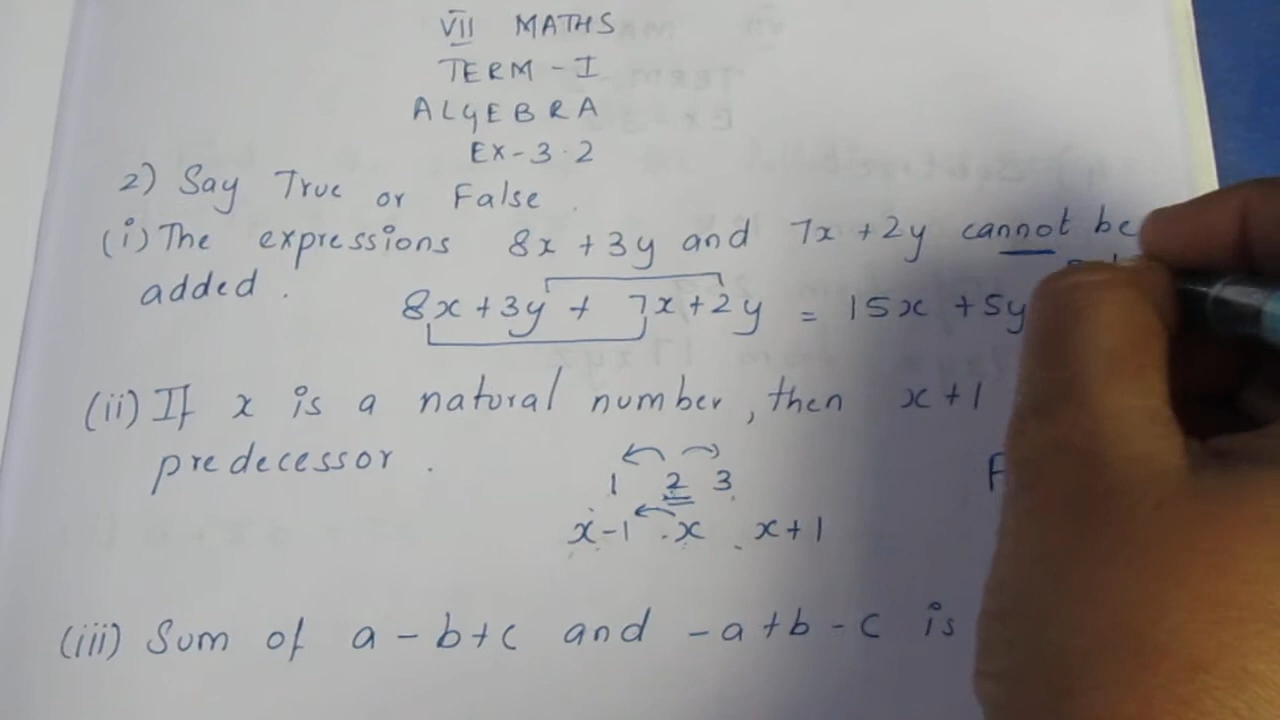 VII MATHS
TERM - I
ALGEBRA
EX - 3.2
2) Say True or False.
(i) The expressions 8x + 3y and 7x + 2y cannot be
added.
8x + 3y + 7x + 2y = 15x + 5y
(ii) If x is a natural number, then x + 1
predecessor.
1 2 3
F
x-1 x x+1
(iii) Sum of a - b + c and -a + b - c is